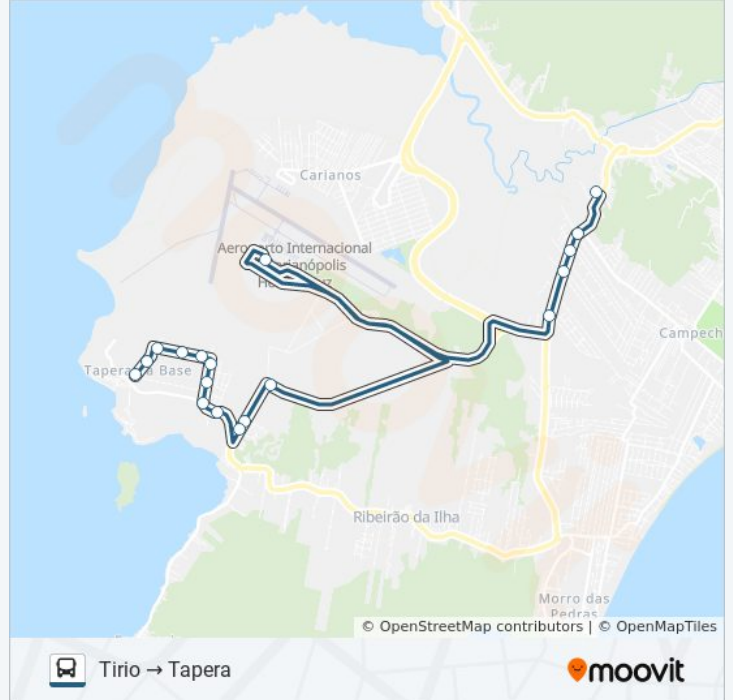 Carianos
Aeroporto Internacional
Florianópolis
Campech
Tapera da Base
Ribeirão da Ilha
Morro das
Pedras
© OpenStreetMap contributors | © OpenMapTiles
Tirio → Tapera
moovit